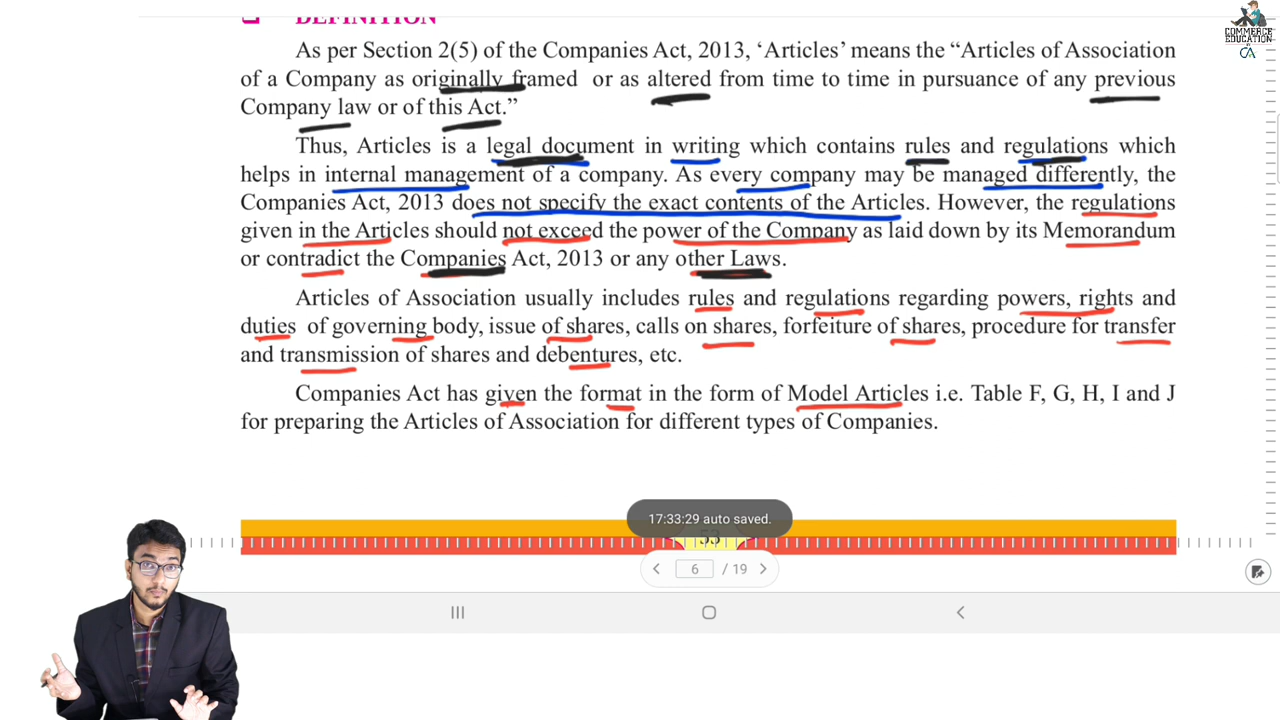 DEFINITION
COMMERCE
EDUCATION
BY
CA
As per Section 2(5) of the Companies Act, 2013, ‘Articles’ means the “Articles of Association
of a Company as originally framed or as altered from time to time in pursuance of any previous
Company law or of this Act.”
Thus, Articles is a legal document in writing which contains rules and regulations which
helps in internal management of a company. As every company may be managed differently, the
Companies Act, 2013 does not specify the exact contents of the Articles. However, the regulations
given in the Articles should not exceed the power of the Company as laid down by its Memorandum
or contradict the Companies Act, 2013 or any other Laws.
Articles of Association usually includes rules and regulations regarding powers, rights and
duties of governing body, issue of shares, calls on shares, forfeiture of shares, procedure for transfer
and transmission of shares and debentures, etc.
Companies Act has given the format in the form of Model Articles i.e. Table F, G, H, I and J
for preparing the Articles of Association for different types of Companies.
17:33:29 auto saved.
53
6 / 19